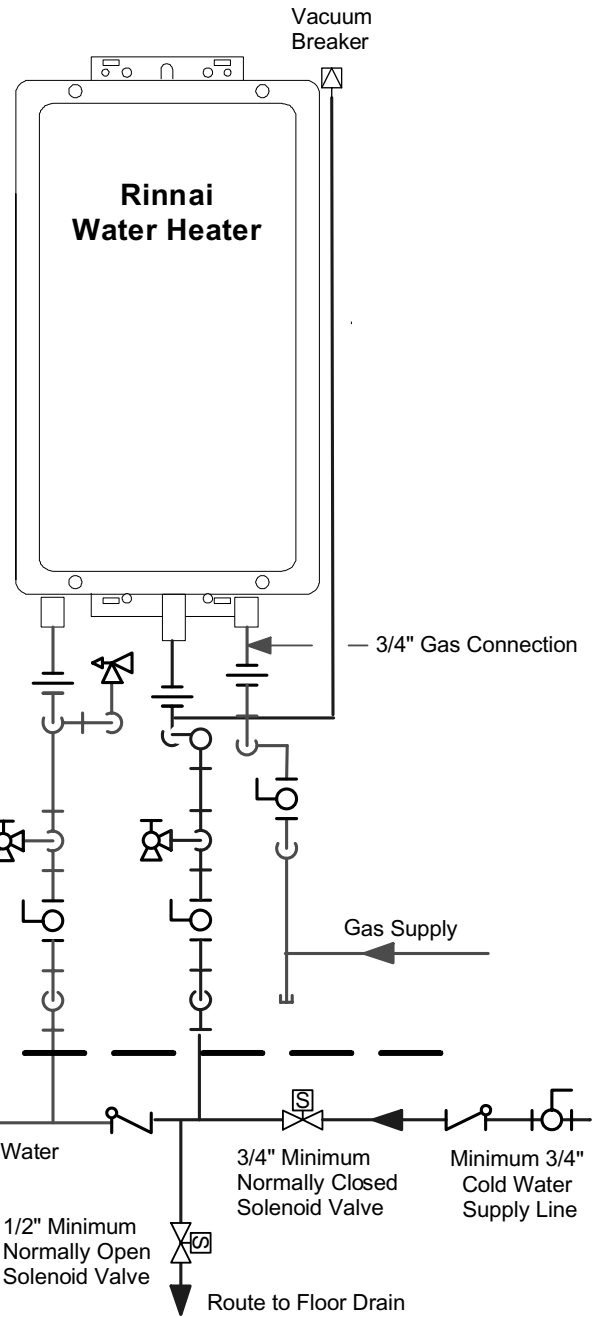 Vacuum
Breaker
Rinnai
Water Heater
3/4" Gas Connection
Gas Supply
S
Water
3/4" Minimum
Normally Closed
Solenoid Valve
Minimum 3/4"
Cold Water
Supply Line
1/2" Minimum
Normally Open
Solenoid Valve
S
Route to Floor Drain